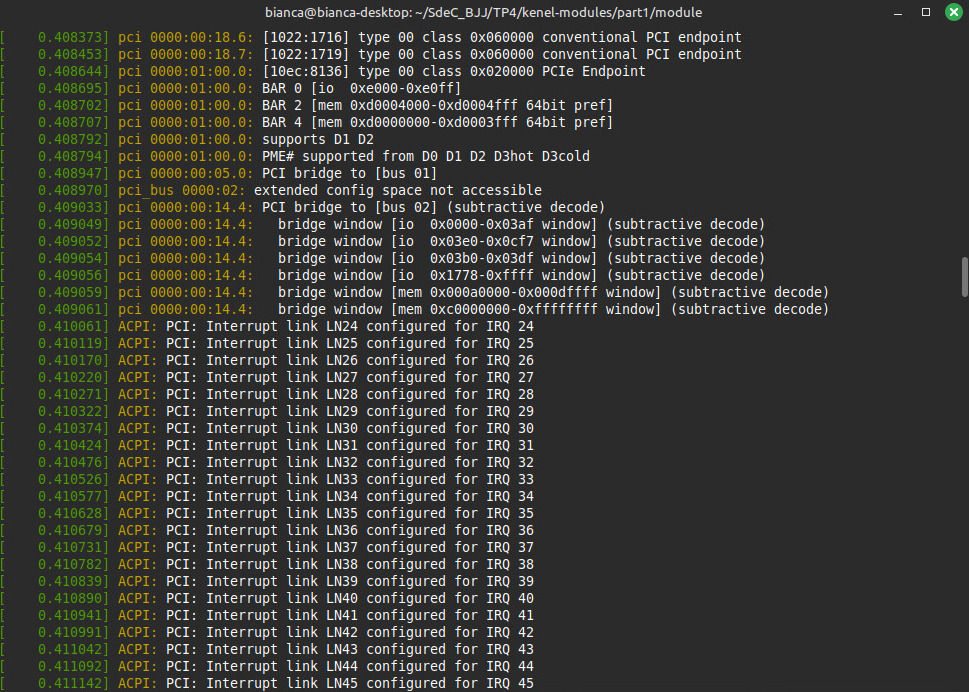 bianca@bianca-desktop: ~/SdeC_BJJ/TP4/kenel-modules/part1/module
[    0.408373] pci 0000:00:18.6: [1022:1716] type 00 class 0x060000 conventional PCI endpoint
[    0.408453] pci 0000:00:18.7: [1022:1719] type 00 class 0x060000 conventional PCI endpoint
[    0.408644] pci 0000:01:00.0: [10ec:8136] type 00 class 0x020000 PCIe Endpoint
[    0.408695] pci 0000:01:00.0: BAR 0 [io  0xe000-0xe0ff]
[    0.408702] pci 0000:01:00.0: BAR 2 [mem 0xd0004000-0xd0004fff 64bit pref]
[    0.408707] pci 0000:01:00.0: BAR 4 [mem 0xd0000000-0xd0003fff 64bit pref]
[    0.408792] pci 0000:01:00.0: supports D1 D2
[    0.408794] pci 0000:01:00.0: PME# supported from D0 D1 D2 D3hot D3cold
[    0.408947] pci 0000:00:05.0: PCI bridge to [bus 01]
[    0.408970] pci_bus 0000:02: extended config space not accessible
[    0.409033] pci 0000:00:14.4: PCI bridge to [bus 02] (subtractive decode)
[    0.409049] pci 0000:00:14.4:   bridge window [io  0x0000-0x03af window] (subtractive decode)
[    0.409052] pci 0000:00:14.4:   bridge window [io  0x03e0-0x0cf7 window] (subtractive decode)
[    0.409054] pci 0000:00:14.4:   bridge window [io  0x03b0-0x03df window] (subtractive decode)
[    0.409056] pci 0000:00:14.4:   bridge window [io  0x1778-0xffff window] (subtractive decode)
[    0.409059] pci 0000:00:14.4:   bridge window [mem 0x000a0000-0x000dffff window] (subtractive decode)
[    0.409061] pci 0000:00:14.4:   bridge window [mem 0xc0000000-0xffffffff window] (subtractive decode)
[    0.410061] ACPI: PCI: Interrupt link LN24 configured for IRQ 24
[    0.410119] ACPI: PCI: Interrupt link LN25 configured for IRQ 25
[    0.410170] ACPI: PCI: Interrupt link LN26 configured for IRQ 26
[    0.410220] ACPI: PCI: Interrupt link LN27 configured for IRQ 27
[    0.410271] ACPI: PCI: Interrupt link LN28 configured for IRQ 28
[    0.410322] ACPI: PCI: Interrupt link LN29 configured for IRQ 29
[    0.410374] ACPI: PCI: Interrupt link LN30 configured for IRQ 30
[    0.410424] ACPI: PCI: Interrupt link LN31 configured for IRQ 31
[    0.410476] ACPI: PCI: Interrupt link LN32 configured for IRQ 32
[    0.410526] ACPI: PCI: Interrupt link LN33 configured for IRQ 33
[    0.410577] ACPI: PCI: Interrupt link LN34 configured for IRQ 34
[    0.410628] ACPI: PCI: Interrupt link LN35 configured for IRQ 35
[    0.410679] ACPI: PCI: Interrupt link LN36 configured for IRQ 36
[    0.410731] ACPI: PCI: Interrupt link LN37 configured for IRQ 37
[    0.410782] ACPI: PCI: Interrupt link LN38 configured for IRQ 38
[    0.410839] ACPI: PCI: Interrupt link LN39 configured for IRQ 39
[    0.410890] ACPI: PCI: Interrupt link LN40 configured for IRQ 40
[    0.410941] ACPI: PCI: Interrupt link LN41 configured for IRQ 41
[    0.410991] ACPI: PCI: Interrupt link LN42 configured for IRQ 42
[    0.411042] ACPI: PCI: Interrupt link LN43 configured for IRQ 43
[    0.411092] ACPI: PCI: Interrupt link LN44 configured for IRQ 44
[    0.411142] ACPI: PCI: Interrupt link LN45 configured for IRQ 45